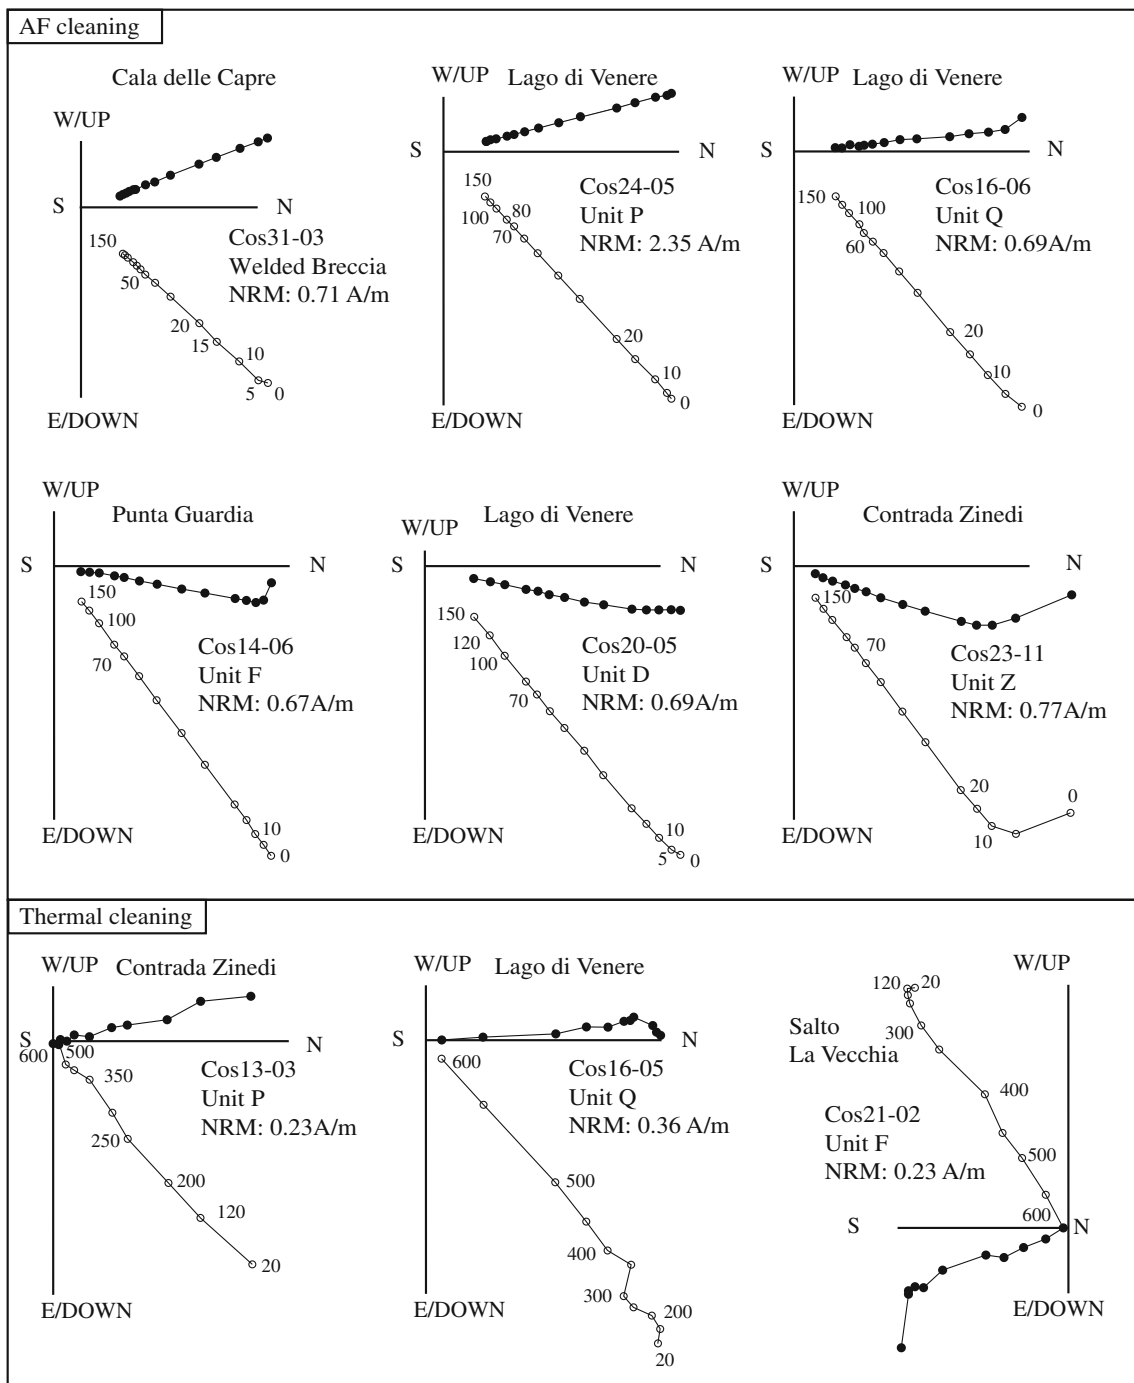 AF cleaning
Cala delle Capre
W/UP
S
N
Cos31-03
Welded Breccia
NRM: 0.71 A/m
150
50
20
15
10
5
0
E/DOWN
Lago di Venere
W/UP
S
N
Cos24-05
Unit P
NRM: 2.35 A/m
150
100
80
70
20
10
0
E/DOWN
Lago di Venere
W/UP
S
N
Cos16-06
Unit Q
NRM: 0.69A/m
150
100
60
20
10
0
E/DOWN
Punta Guardia
W/UP
S
N
Cos14-06
Unit F
NRM: 0.67A/m
150
100
70
10
0
E/DOWN
Lago di Venere
W/UP
S
N
Cos20-05
Unit D
NRM: 0.69A/m
150
120
100
70
10
5
0
E/DOWN
Contrada Zinedi
W/UP
S
N
Cos23-11
Unit Z
NRM: 0.77A/m
150
70
20
10
0
E/DOWN
Thermal cleaning
Contrada Zinedi
W/UP
S
N
Cos13-03
Unit P
NRM: 0.23A/m
600
500
350
250
200
120
20
E/DOWN
Lago di Venere
W/UP
S
N
Cos16-05
Unit Q
NRM: 0.36 A/m
600
500
400
300
200
20
E/DOWN
W/UP
120
20
Salto
La Vecchia
300
400
Cos21-02
Unit F
NRM: 0.23 A/m
500
600
S
N
E/DOWN